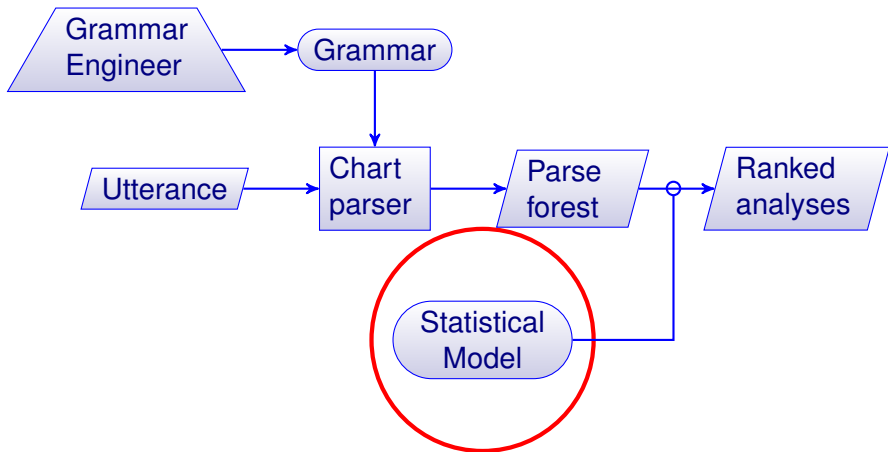 Grammar
Engineer
Grammar
Utterance
Chart
parser
Parse
forest
Ranked
analyses
Statistical
Model